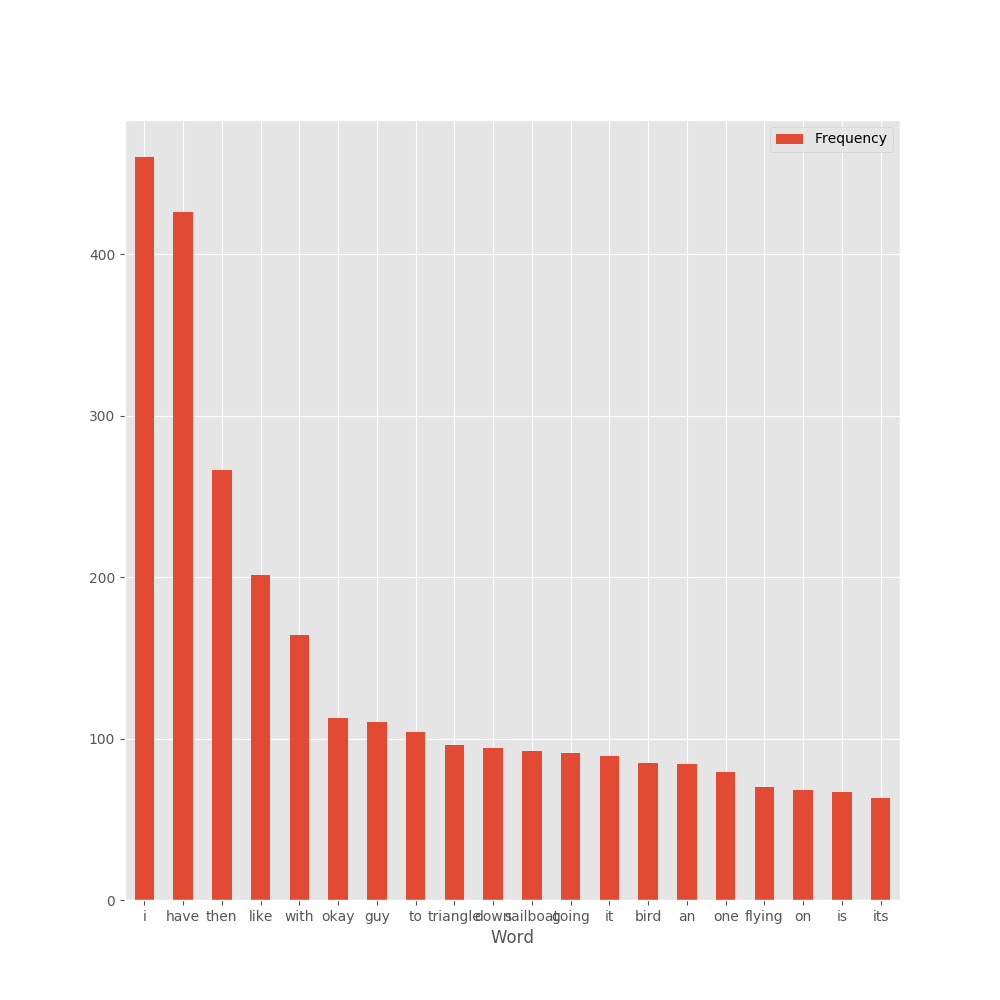 Frequency
400
300
200
100
0
i have then like with okay guy to triangle down sailboat going it bird an one flying on is its
Word